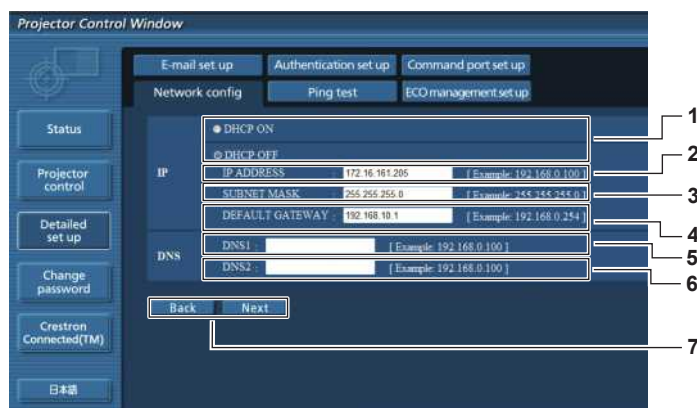 Projector Control Window
E-mail set up Authentication set up Command port set up
Network config Ping test ECO management set up
Status
Projector control
Detailed set up
Change password
Crestron Connected(TM)
日本語
DHCP ON
DHCP OFF
IP
IP ADDRESS : 172.16.161.205 [ Example: 192.168.0.100 ]
SUBNET MASK : 255.255.255.0 [ Example: 255.255.255.0 ]
DEFAULT GATEWAY : 192.168.10.1 [ Example: 192.168.0.254 ]
DNS
DNS1 : [ Example: 192.168.0.100 ]
DNS2 : [ Example: 192.168.0.100 ]
Back Next
1
2
3
4
5
6
7